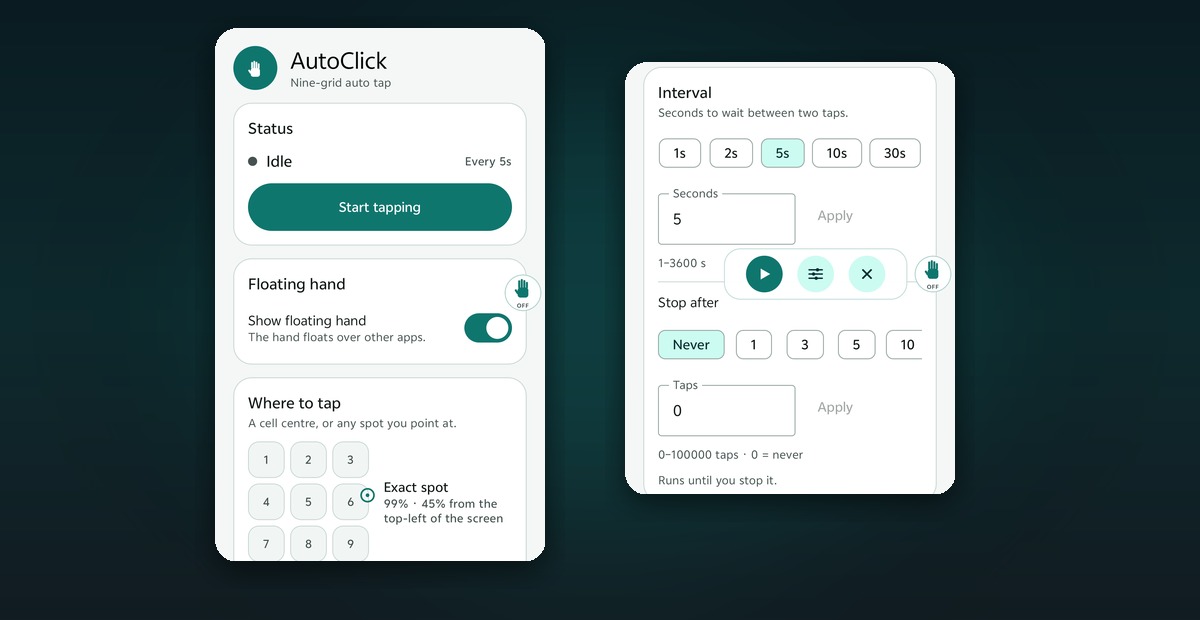 AutoClick
Nine-grid auto tap
Status
Idle
Every 5s
Start tapping
Floating hand
OFF
Show floating hand
The hand floats over other apps.
Where to tap
A cell centre, or any spot you point at.
1 2 3
4 5 6
7 8 9
Exact spot
99% · 45% from the
top-left of the screen
Interval
Seconds to wait between two taps.
1s 2s 5s 10s 30s
Seconds
5
Apply
1–3600 s
OFF
Stop after
Never 1 3 5 10
Taps
0
Apply
0–100000 taps · 0 = never
Runs until you stop it.